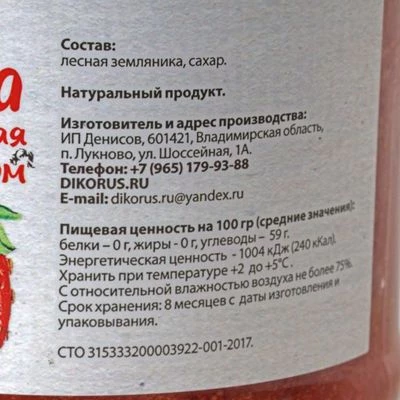 а
ая
ом
Состав:
лесная земляника, сахар.
Натуральный продукт.
Изготовитель и адрес производства:
ИП Денисов, 601421, Владимирская область,
п. Лукново, ул. Шоссейная, 1А.
Телефон: +7 (965) 179-93-88
DIKORUS.RU
E-mail: dikorus.ru@yandex.ru
Пищевая ценность на 100 гр (средние значения):
белки – 0 г, жиры - 0 г, углеводы – 59 г.
Энергетическая ценность - 1004 кДж (240 кКал).
Хранить при температуре +2 до +5°С.
С относительной влажностью воздуха не более 75%.
Срок хранения: 8 месяцев с даты изготовления и
упаковывания.
СТО 315333200003922-001-2017.